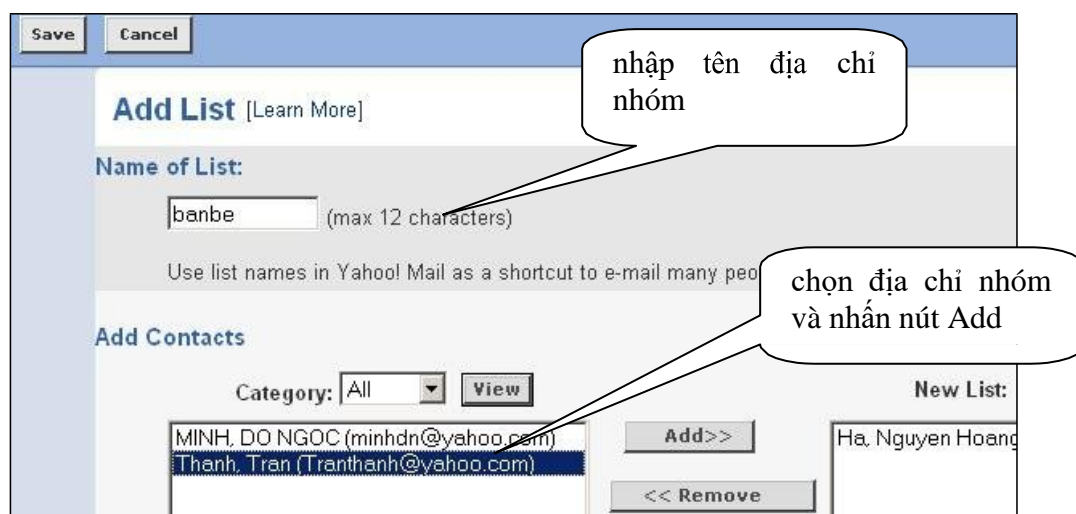 Save Cancel
nhập tên địa chỉ
nhóm
Add List [Learn More]
Name of List:
banbe (max 12 characters)
Use list names in Yahoo! Mail as a shortcut to e-mail many peo
chọn địa chỉ nhóm
và nhấn nút Add
Add Contacts
Category: All View New List:
MINH, DO NGOC (minhdn@yahoo.com) Add>> Ha, Nguyen Hoang
Thanh, Tran (Tranthanh@yahoo.com)
<< Remove